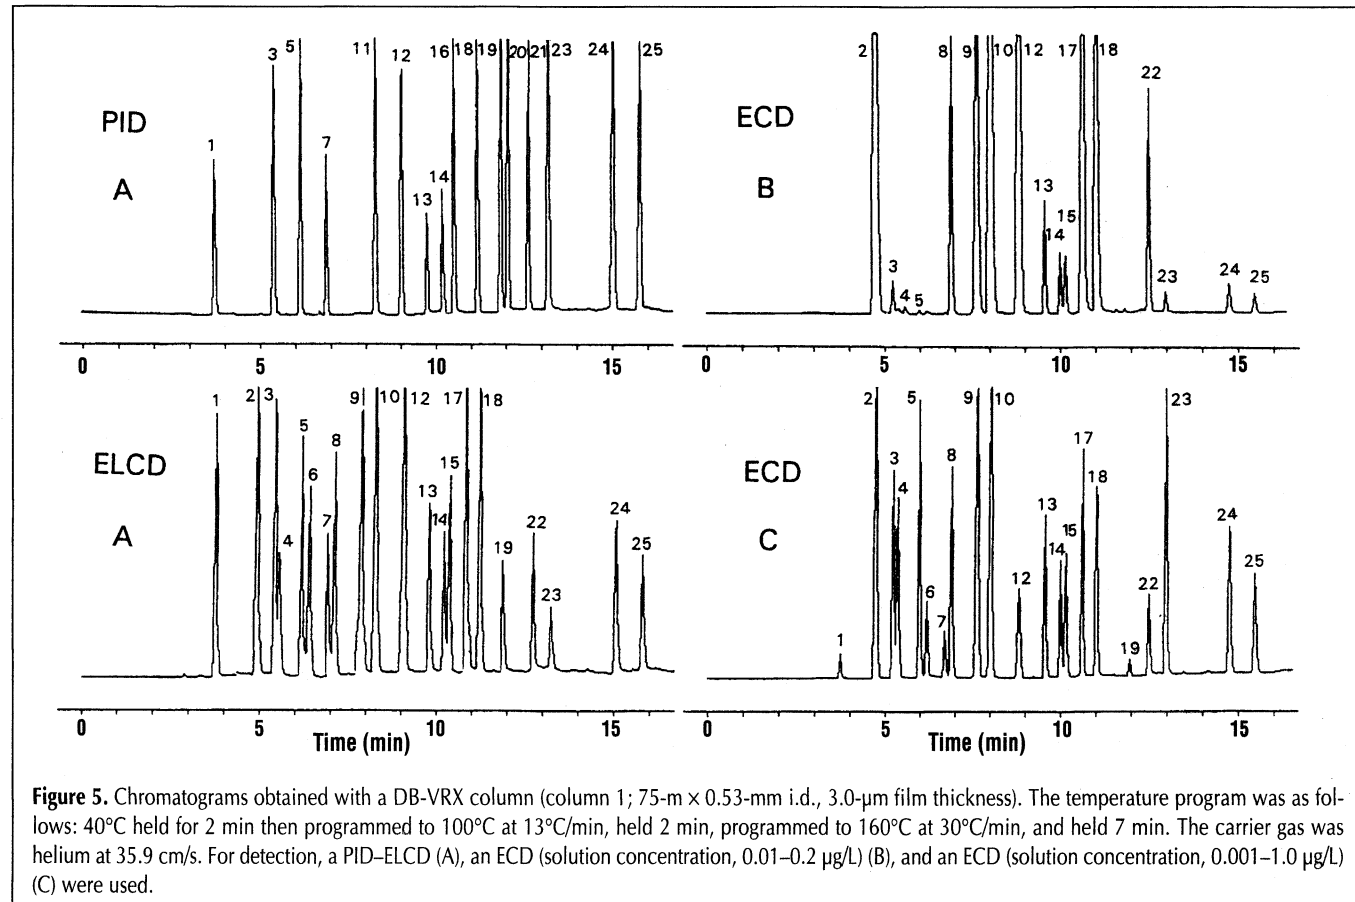 3 5 11 12 16 18 19 20 21 23 24 25
PID
1 7 13 14
A
0 5 10 15
2 8 9 10 12 17 18 22
ECD
B
13 15 14
3 4 5 23 24 25
0 5 10 15
1 2 3 9 10 12 17 18
ELCD
5 8 15
6 13
7 14 22 24
A
4 19 25
23
0 5 10 15
Time (min)
2 5 9 10 23
ECD
3 8 17
4 18
C
13 15 24
14 25
12 22
6
7
1 19
0 5 10 15
Time (min)
Figure 5. Chromatograms obtained with a DB-VRX column (column 1; 75-m × 0.53-mm i.d., 3.0-µm film thickness). The temperature program was as fol-
lows: 40°C held for 2 min then programmed to 100°C at 13°C/min, held 2 min, programmed to 160°C at 30°C/min, and held 7 min. The carrier gas was
helium at 35.9 cm/s. For detection, a PID–ELCD (A), an ECD (solution concentration, 0.01–0.2 µg/L) (B), and an ECD (solution concentration, 0.001–1.0 µg/L)
(C) were used.